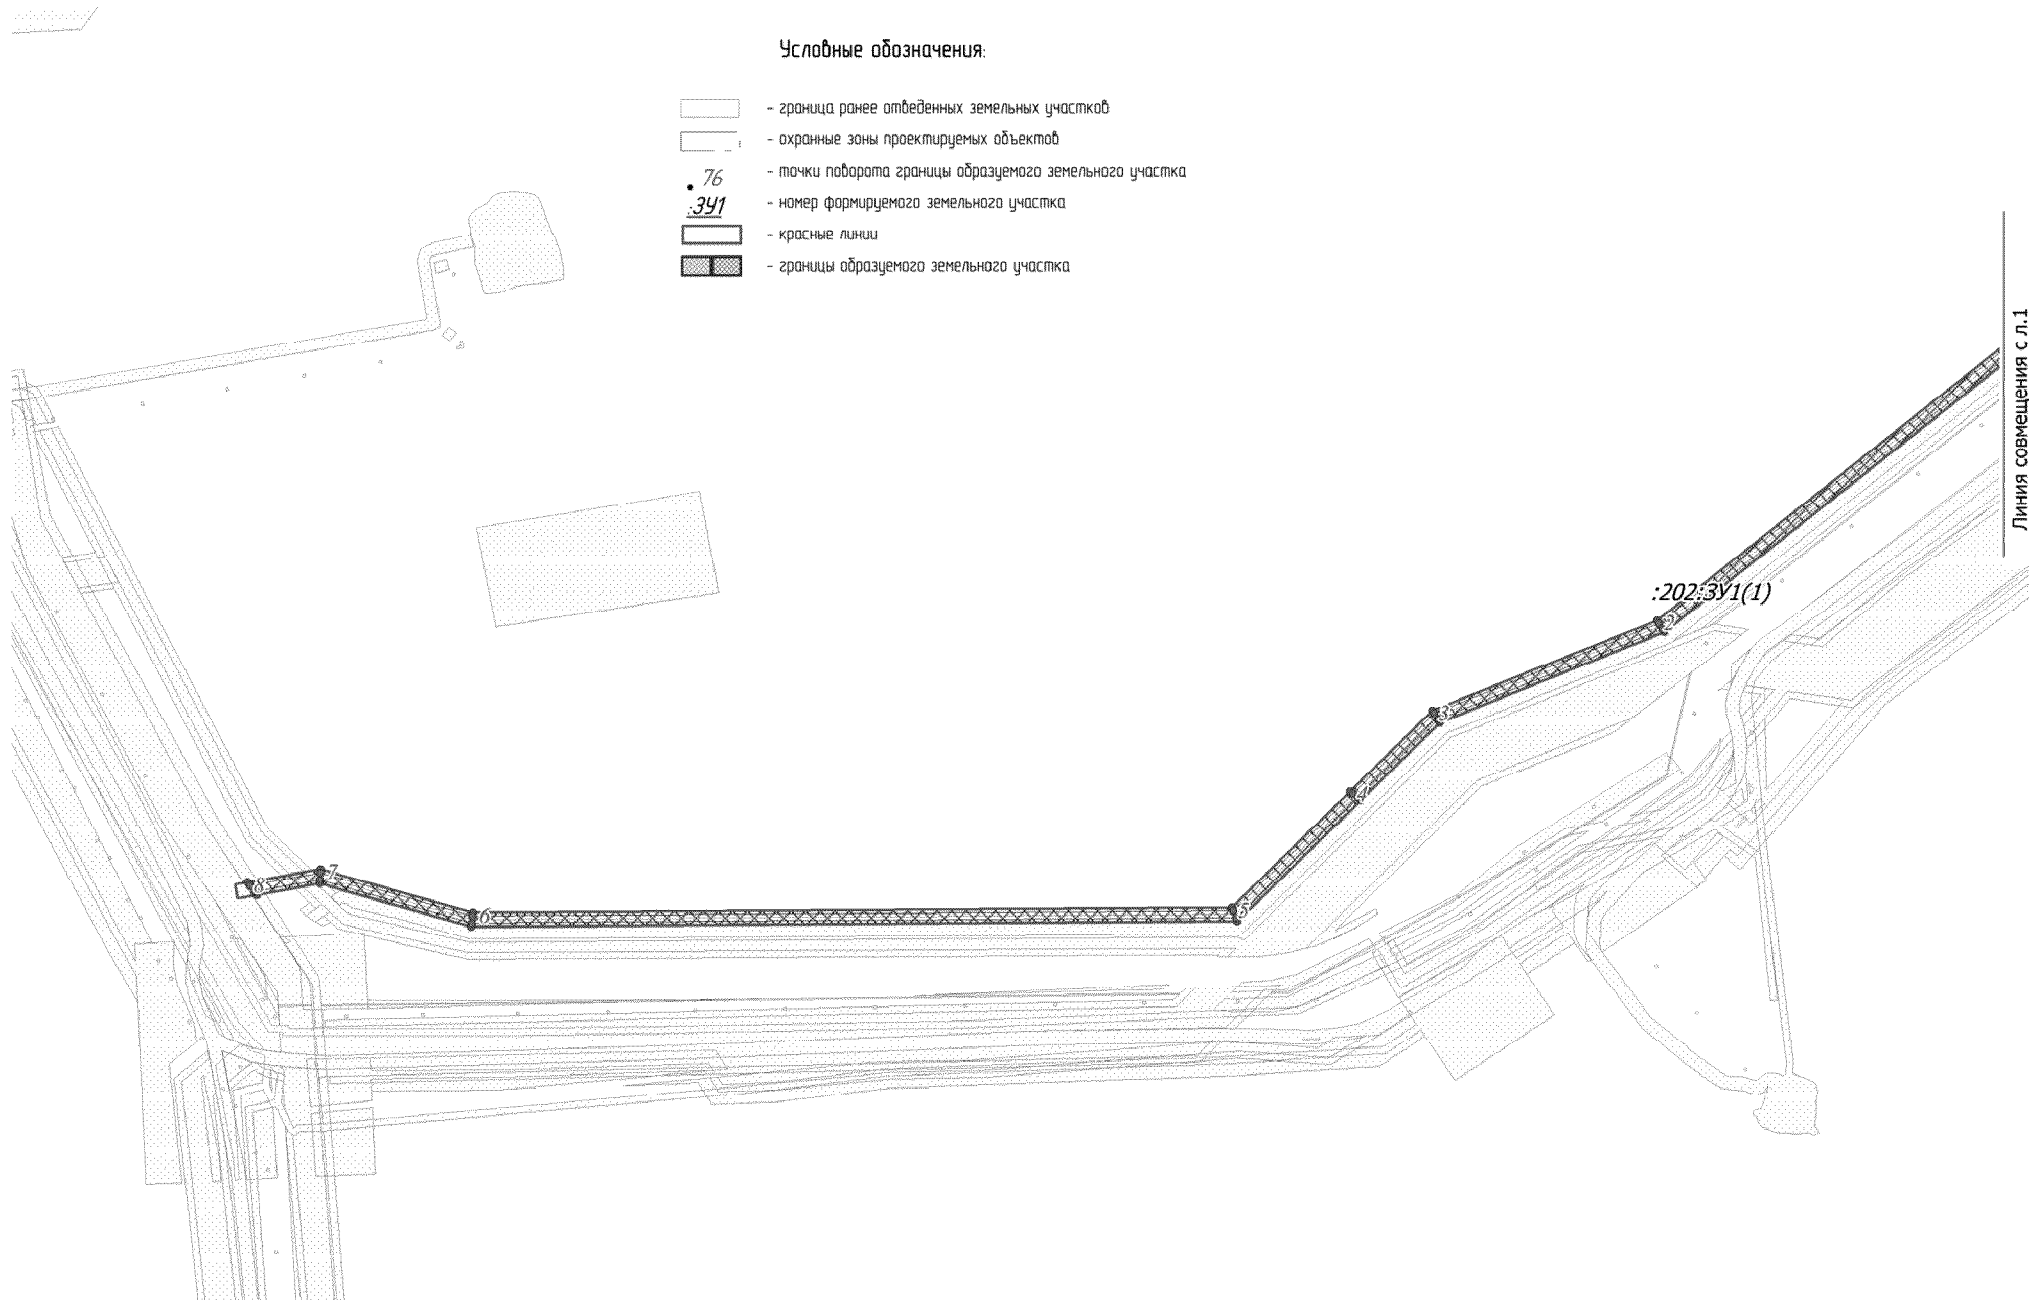 Условные обозначения:
- граница ранее отведенных земельных участков
- охранные зоны проектируемых объектов
76 - точки поворота границы образуемого земельного участка
:ЗУ1 - номер формируемого земельного участка
- красные линии
- границы образуемого земельного участка
Линия совмещения с л.1
:202:ЗУ1(1)
2
3
4
5
6
7
8